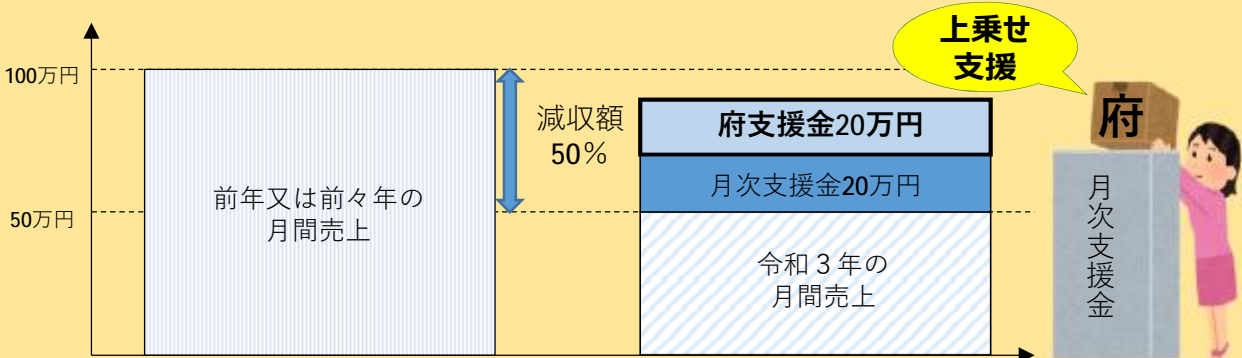 上乗せ
支援
100万円
減収額
50％
府支援金20万円
府
月次支援金20万円
前年又は前々年の
月間売上
50万円
月次支援金
令和３年の
月間売上